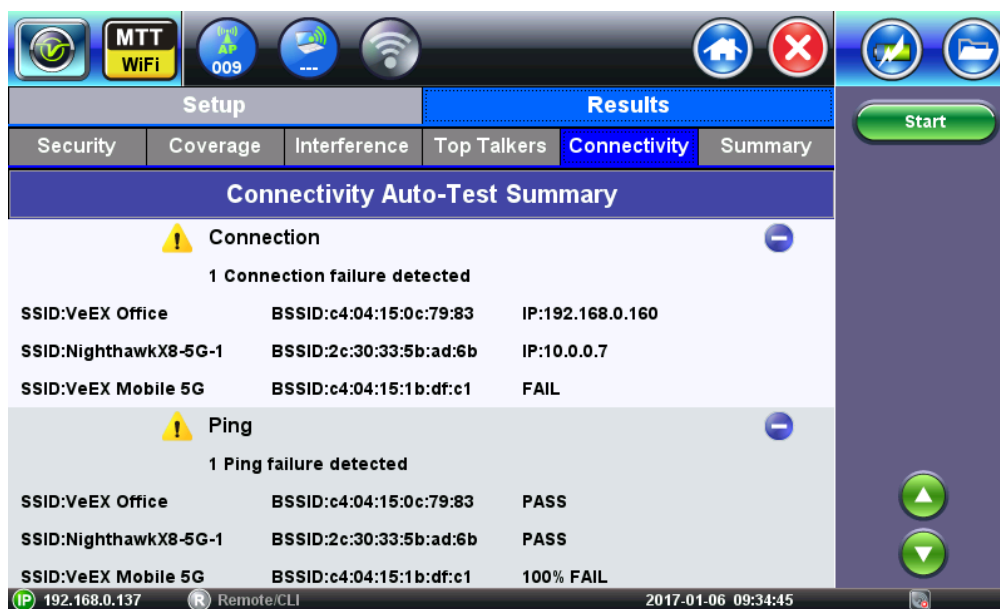 MTT
WiFi
AP
009
---
Setup
Results
Start
Security
Coverage
Interference
Top Talkers
Connectivity
Summary
Connectivity Auto-Test Summary
Connection
1 Connection failure detected
SSID:VeEX Office BSSID:c4:04:15:0c:79:83 IP:192.168.0.160
SSID:NighthawkX8-5G-1 BSSID:2c:30:33:5b:ad:6b IP:10.0.0.7
SSID:VeEX Mobile 5G BSSID:c4:04:15:1b:df:c1 FAIL
Ping
1 Ping failure detected
SSID:VeEX Office BSSID:c4:04:15:0c:79:83 PASS
SSID:NighthawkX8-5G-1 BSSID:2c:30:33:5b:ad:6b PASS
SSID:VeEX Mobile 5G BSSID:c4:04:15:1b:df:c1 100% FAIL
IP 192.168.0.137 R Remote/CLI 2017-01-06 09:34:45